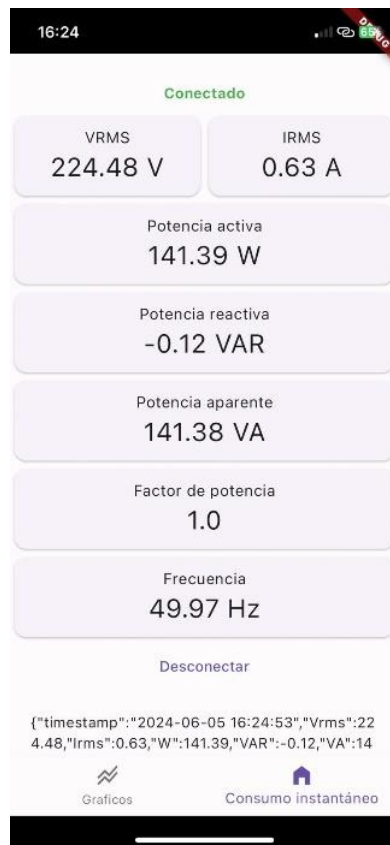 16:24
65
DEBUG
Conectado
VRMS
224.48 V
IRMS
0.63 A
Potencia activa
141.39 W
Potencia reactiva
-0.12 VAR
Potencia aparente
141.38 VA
Factor de potencia
1.0
Frecuencia
49.97 Hz
Desconectar
{"timestamp":"2024-06-05 16:24:53","Vrms":22
4.48,"Irms":0.63,"W":141.39,"VAR":-0.12,"VA":14
Graficos
Consumo instantáneo